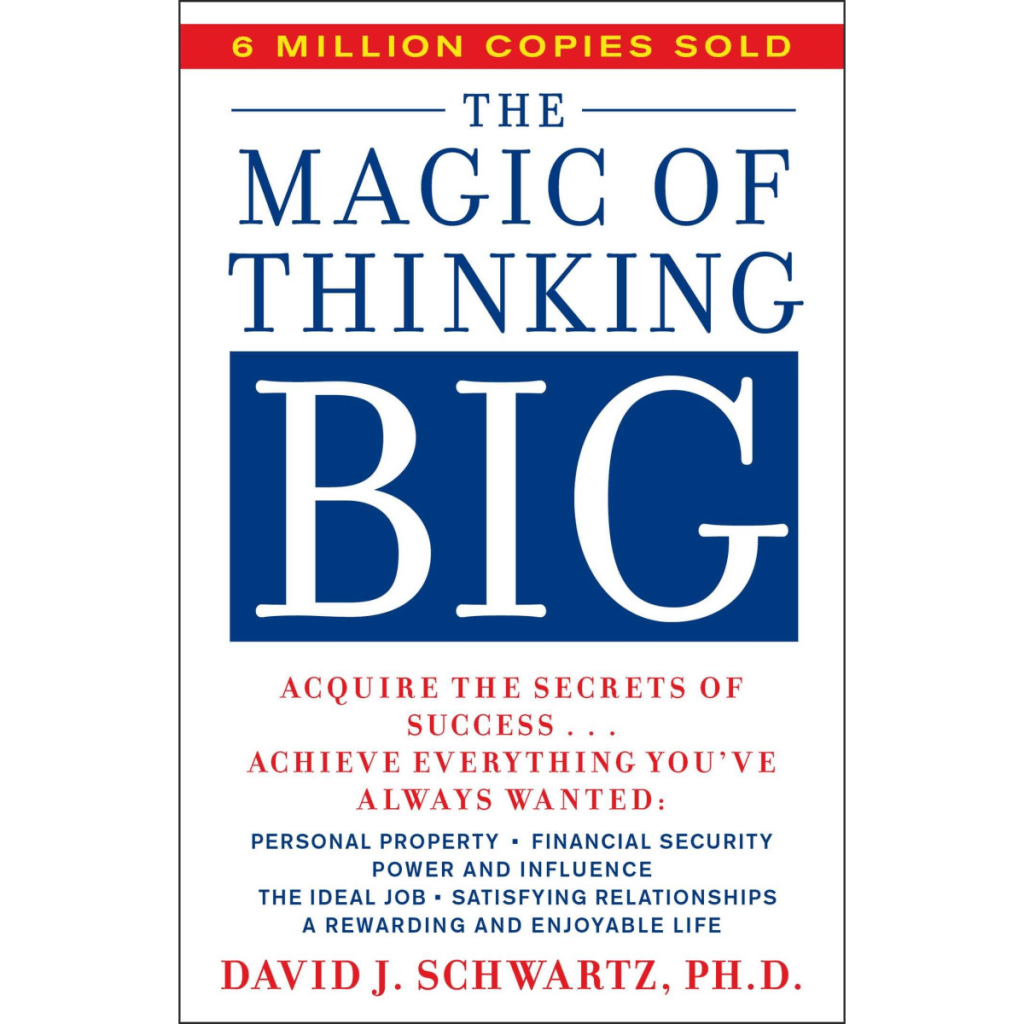 6 MILLION COPIES SOLD
THE
MAGIC OF
THINKING
BIG
ACQUIRE THE SECRETS OF
SUCCESS . . .
ACHIEVE EVERYTHING YOU'VE
ALWAYS WANTED:
PERSONAL PROPERTY ▪ FINANCIAL SECURITY
POWER AND INFLUENCE
THE IDEAL JOB ▪ SATISFYING RELATIONSHIPS
A REWARDING AND ENJOYABLE LIFE
DAVID J. SCHWARTZ, PH.D.